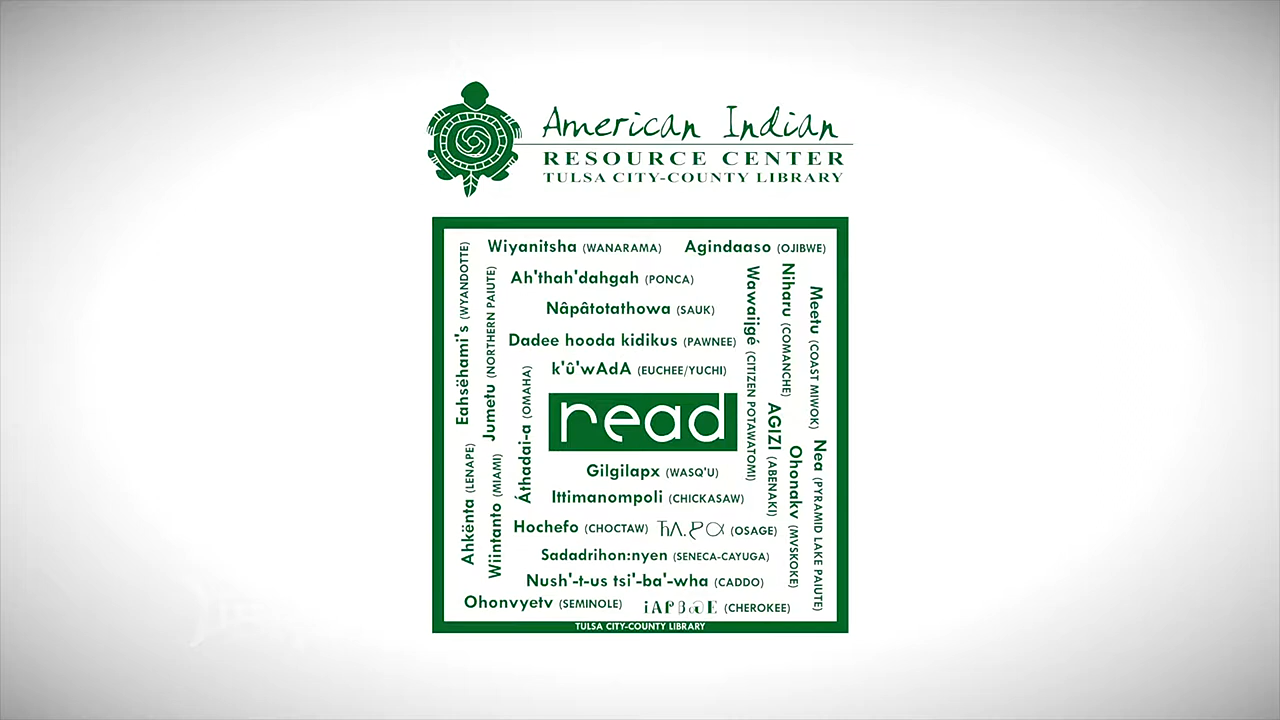 American Indian
RESOURCE CENTER
TULSA CITY-COUNTY LIBRARY
Wiyanitsha (WANARAMA)
Agindaaso (OJIBWE)
Ah'thah'dahgah (PONCA)
Nâpâtotathowa (SAUK)
Dadee hooda kidikus (PAWNEE)
k'û'wAdA (EUCHEE/YUCHI)
Eahsëhami's (WYANDOTTE)
Jumetu (NORTHERN PAIUTE)
Áthadai-a (OMAHA)
Ahkënta (LENAPE)
Wiintanto (MIAMI)
read
Wawaijgé (CITIZEN POTAWATOMI)
Niharu (COMANCHE)
Meetu (COAST MIWOK)
AGIZI (ABENAKI)
Ohonakv (MVSKOKE)
Nea (PYRAMID LAKE PAIUTE)
Gilgilapx (WASQ'U)
Ittimanompoli (CHICKASAW)
Hochefo (CHOCTAW)
(OSAGE)
Sadadrihon:nyen (SENECA-CAYUGA)
Nush'-t-us tsi'-ba'-wha (CADDO)
Ohonvyetv (SEMINOLE)
(CHEROKEE)
TULSA CITY-COUNTY LIBRARY